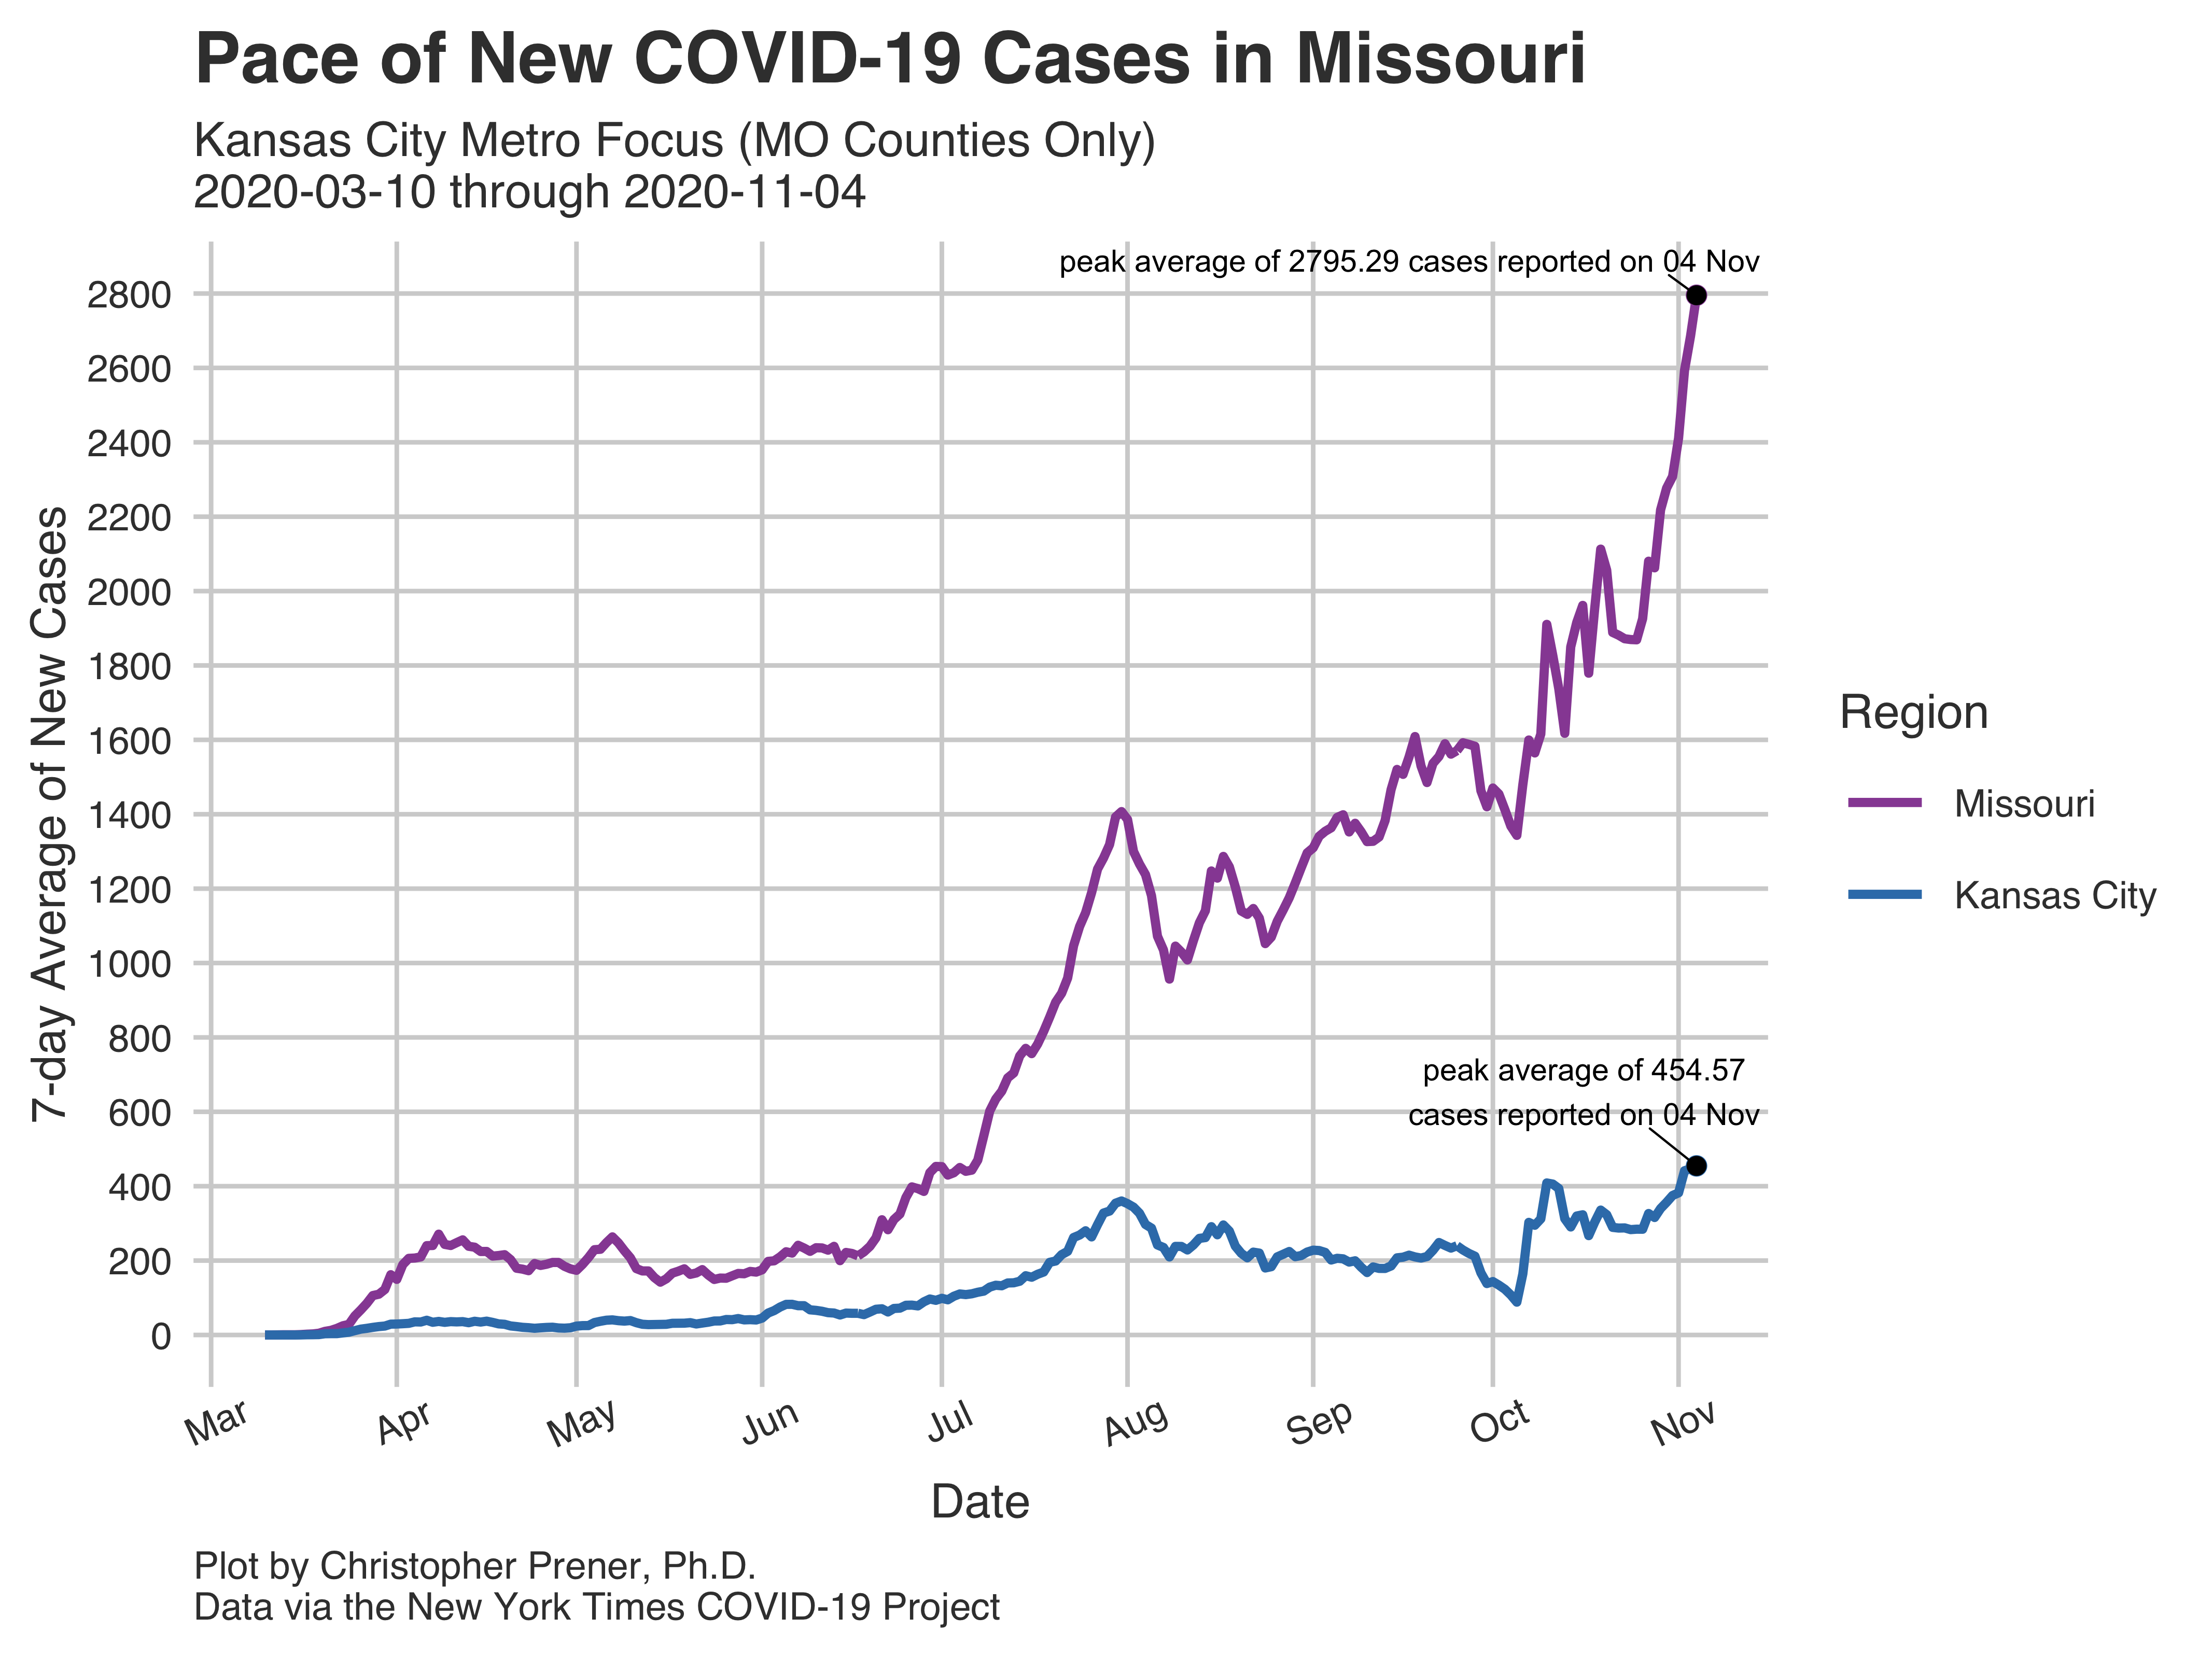 Pace of New COVID-19 Cases in Missouri
Kansas City Metro Focus (MO Counties Only)
2020-03-10 through 2020-11-04
7-day Average of New Cases
2800
2600
2400
2200
2000
1800
1600
1400
1200
1000
800
600
400
200
0
peak average of 2795.29 cases reported on 04 Nov
peak average of 454.57
cases reported on 04 Nov
Mar
Apr
May
Jun
Jul
Aug
Sep
Oct
Nov
Date
Region
Missouri
Kansas City
Plot by Christopher Prener, Ph.D.
Data via the New York Times COVID-19 Project